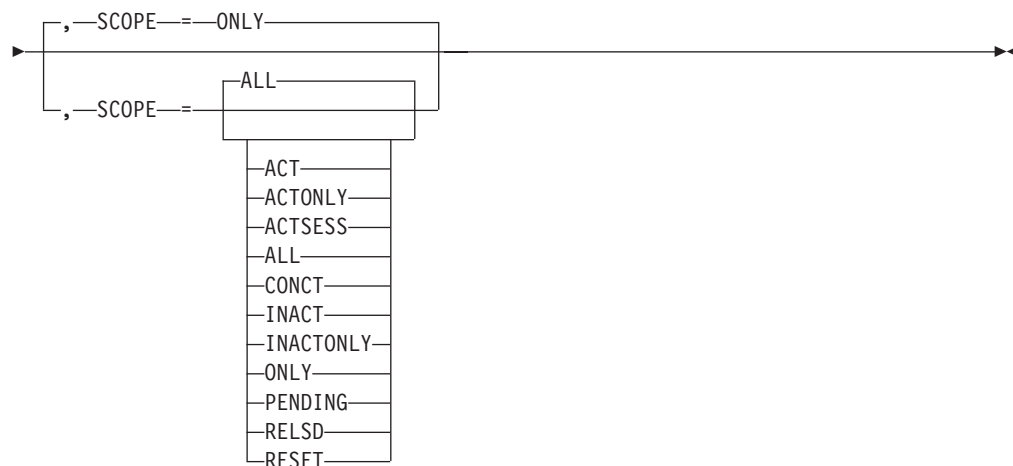 , SCOPE = ONLY
ALL
, SCOPE =
ACT
ACTONLY
ACTSESS
ALL
CONCT
INACT
INACTONLY
ONLY
PENDING
RELSD
RESET